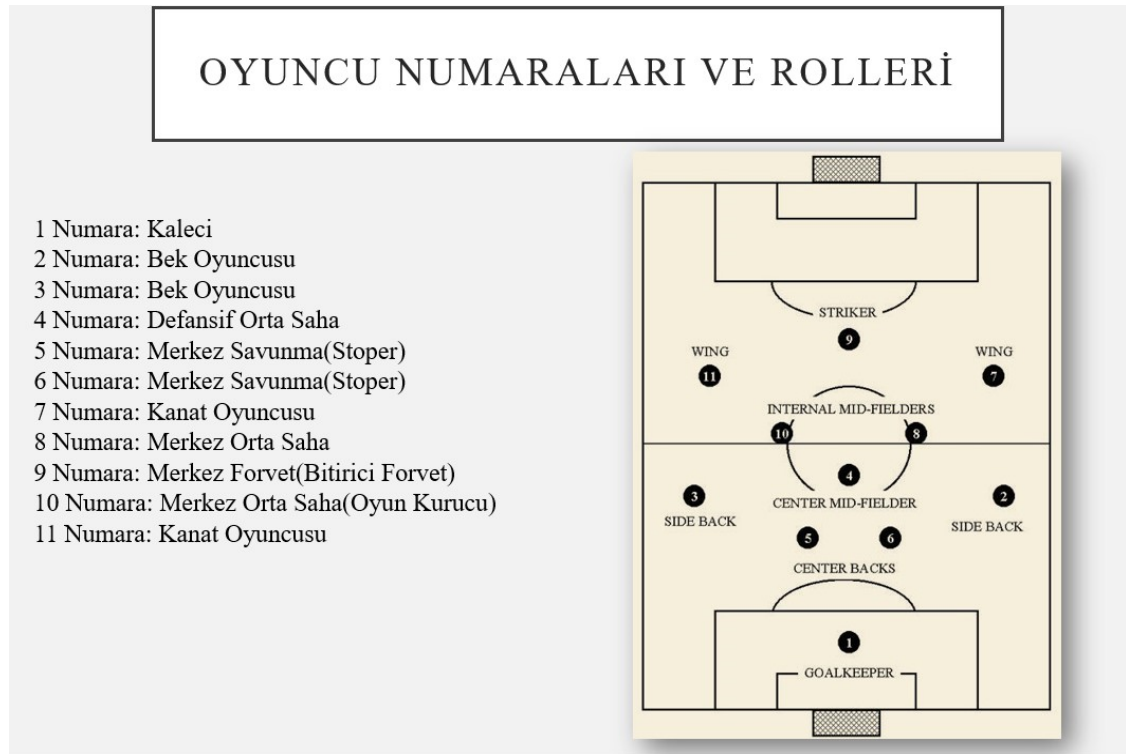 OYUNCU NUMARALARI VE ROLLERİ
1 Numara: Kaleci
2 Numara: Bek Oyuncusu
3 Numara: Bek Oyuncusu
4 Numara: Defansif Orta Saha
5 Numara: Merkez Savunma(Stoper)
6 Numara: Merkez Savunma(Stoper)
7 Numara: Kanat Oyuncusu
8 Numara: Merkez Orta Saha
9 Numara: Merkez Forvet(Bitirici Forvet)
10 Numara: Merkez Orta Saha(Oyun Kurucu)
11 Numara: Kanat Oyuncusu
STRIKER
9
WING
11
WING
7
INTERNAL MID-FIELDERS
10
8
4
CENTER MID-FIELDER
3
SIDE BACK
2
SIDE BACK
5
6
CENTER BACKS
1
GOALKEEPER